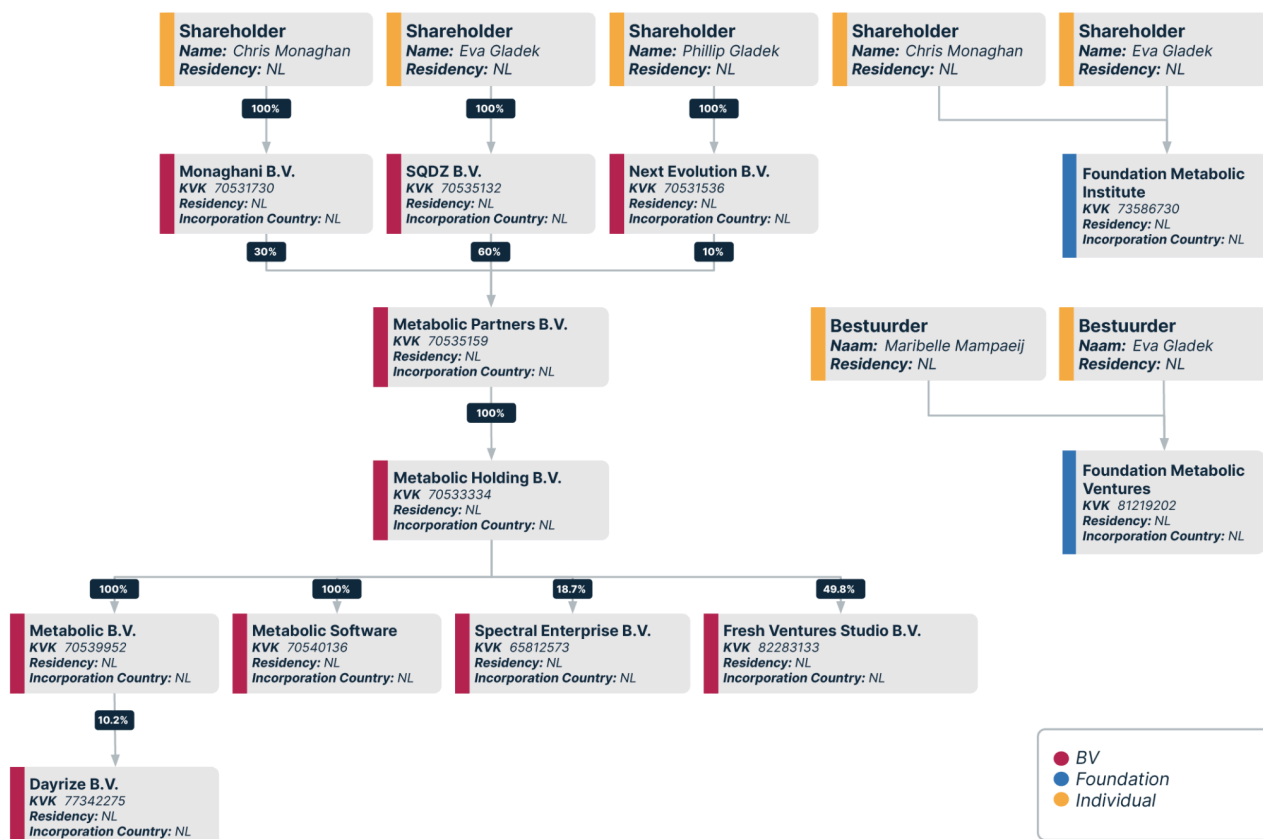 Shareholder
Name: Chris Monaghan
Residency: NL
Shareholder
Name: Eva Gladek
Residency: NL
Shareholder
Name: Phillip Gladek
Residency: NL
Shareholder
Name: Chris Monaghan
Residency: NL
Shareholder
Name: Eva Gladek
Residency: NL
100%
100%
100%
Monaghani B.V.
KVK 70531730
Residency: NL
Incorporation Country: NL
SQDZ B.V.
KVK 70535132
Residency: NL
Incorporation Country: NL
Next Evolution B.V.
KVK 70531536
Residency: NL
Incorporation Country: NL
Foundation Metabolic
Institute
KVK 73586730
Residency: NL
Incorporation Country: NL
30%
60%
10%
Metabolic Partners B.V.
KVK 70535159
Residency: NL
Incorporation Country: NL
Bestuurder
Naam: Maribelle Mampaeij
Residency: NL
Bestuurder
Naam: Eva Gladek
Residency: NL
100%
Metabolic Holding B.V.
KVK 70533334
Residency: NL
Incorporation Country: NL
Foundation Metabolic
Ventures
KVK 81219202
Residency: NL
Incorporation Country: NL
100%
100%
18.7%
49.8%
Metabolic B.V.
KVK 70539952
Residency: NL
Incorporation Country: NL
Metabolic Software
KVK 70540136
Residency: NL
Incorporation Country: NL
Spectral Enterprise B.V.
KVK 65812573
Residency: NL
Incorporation Country: NL
Fresh Ventures Studio B.V.
KVK 82283133
Residency: NL
Incorporation Country: NL
10.2%
Dayrize B.V.
KVK 77342275
Residency: NL
Incorporation Country: NL
BV
Foundation
Individual